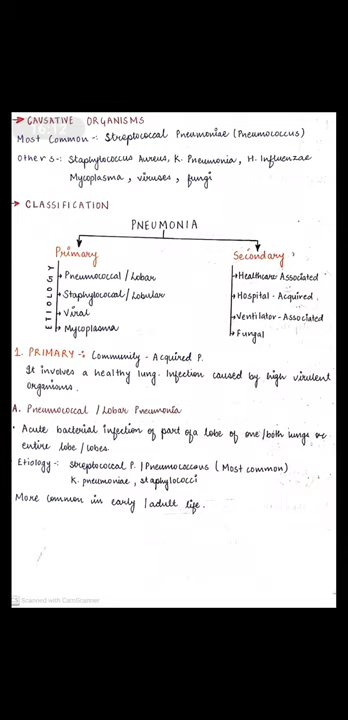 → CAUSATIVE ORGANISMS
Most Common -: Streptococcal Pneumoniae (Pneumococcus)
Others -: Staphylococcus Aureus, K. Pneumonia, H. Influenzae
Mycoplasma, viruses, fungi
→ CLASSIFICATION
PNEUMONIA
Primary Secondary
ETIOLOGY
Pneumococcal / Lobar Healthcare Associated
Staphylococcal / Lobular Hospital - Acquired.
Viral Ventilator - Associated
Mycoplasma Fungal
1. PRIMARY -: Community - Acquired P.
It involves a healthy lung. Infection caused by high virulent
organisms.
A. Pneumococcal / Lobar Pneumonia
• Acute bacterial infection of part of a lobe of one/both lungs or
entire lobe / lobes.
Etiology -: Streptococcal P. / Pneumococcous (Most common)
K. pneumoniae, staphylococci
More common in early / adult life.
Scanned with CamScanner